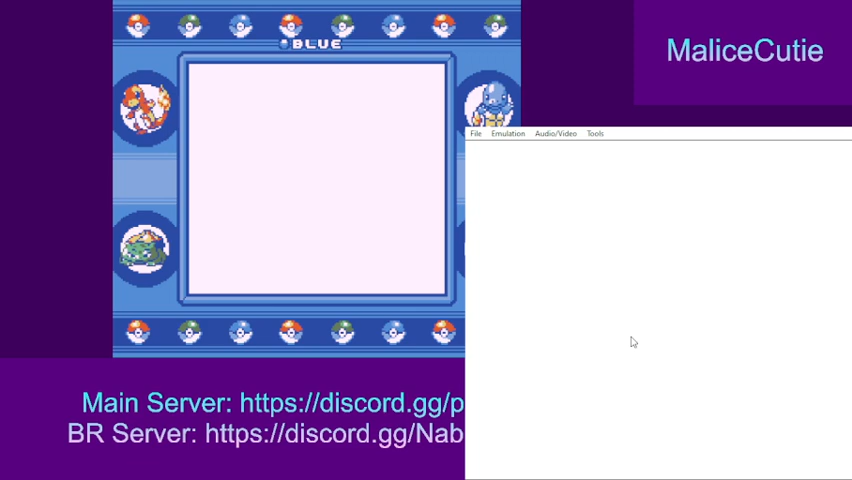 BLUE
MaliceCutie
File Emulation Audio/Video Tools
Main Server: https://discord.gg/p
BR Server: https://discord.gg/Nab